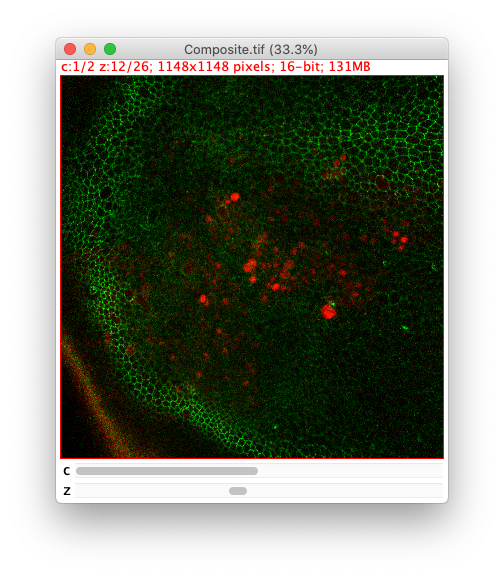 Composite.tif (33.3%)
c:1/2 z:12/26; 1148x1148 pixels; 16-bit; 131MB
C
Z